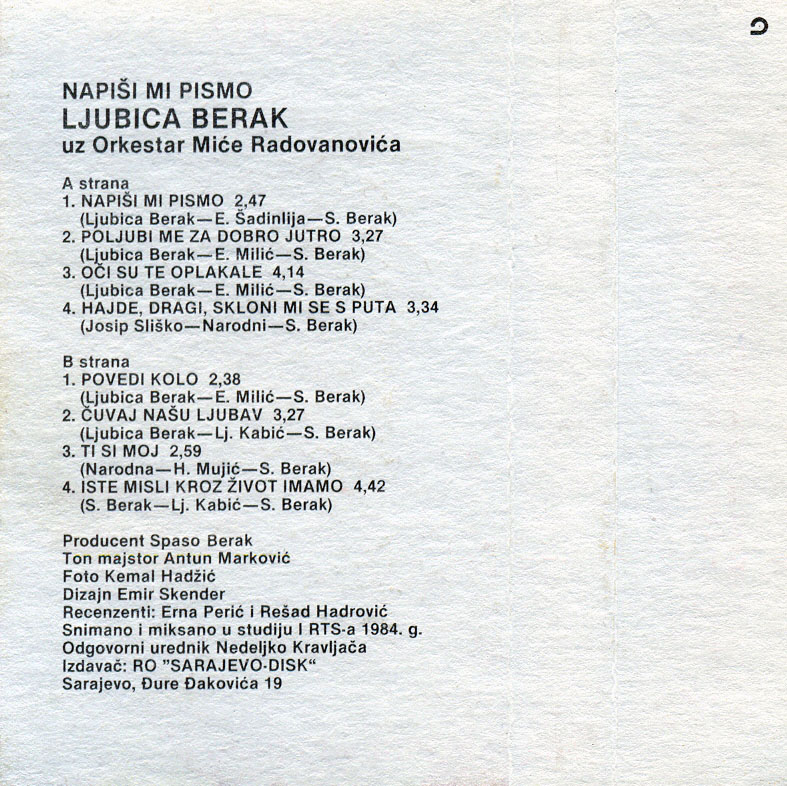 NAPIŠI MI PISMO
LJUBICA BERAK
uz Orkestar Miće Radovanovića
A strana
1. NAPIŠI MI PISMO 2,47
(Ljubica Berak—E. Šadinlija—S. Berak)
2. POLJUBI ME ZA DOBRO JUTRO 3,27
(Ljubica Berak—E. Milić—S. Berak)
3. OČI SU TE OPLAKALE 4,14
(Ljubica Berak—E. Milić—S. Berak)
4. HAJDE, DRAGI, SKLONI MI SE S PUTA 3,34
(Josip Sliško—Narodni—S. Berak)
B strana
1. POVEDI KOLO 2,38
(Ljubica Berak—E. Milić—S. Berak)
2. ČUVAJ NAŠU LJUBAV 3,27
(Ljubica Berak—Lj. Kabić—S. Berak)
3. TI SI MOJ 2,59
(Narodna—H. Mujić—S. Berak)
4. ISTE MISLI KROZ ŽIVOT IMAMO 4,42
(S. Berak—Lj. Kabić—S. Berak)
Producent Spaso Berak
Ton majstor Antun Marković
Foto Kemal Hadžić
Dizajn Emir Skender
Recenzenti: Erna Perić i Rešad Hadrović
Snimano i miksano u studiju I RTS-a 1984. g.
Odgovorni urednik Nedeljko Kravljača
Izdavač: RO ”SARAJEVO-DISK“
Sarajevo, Đure Đakovića 19